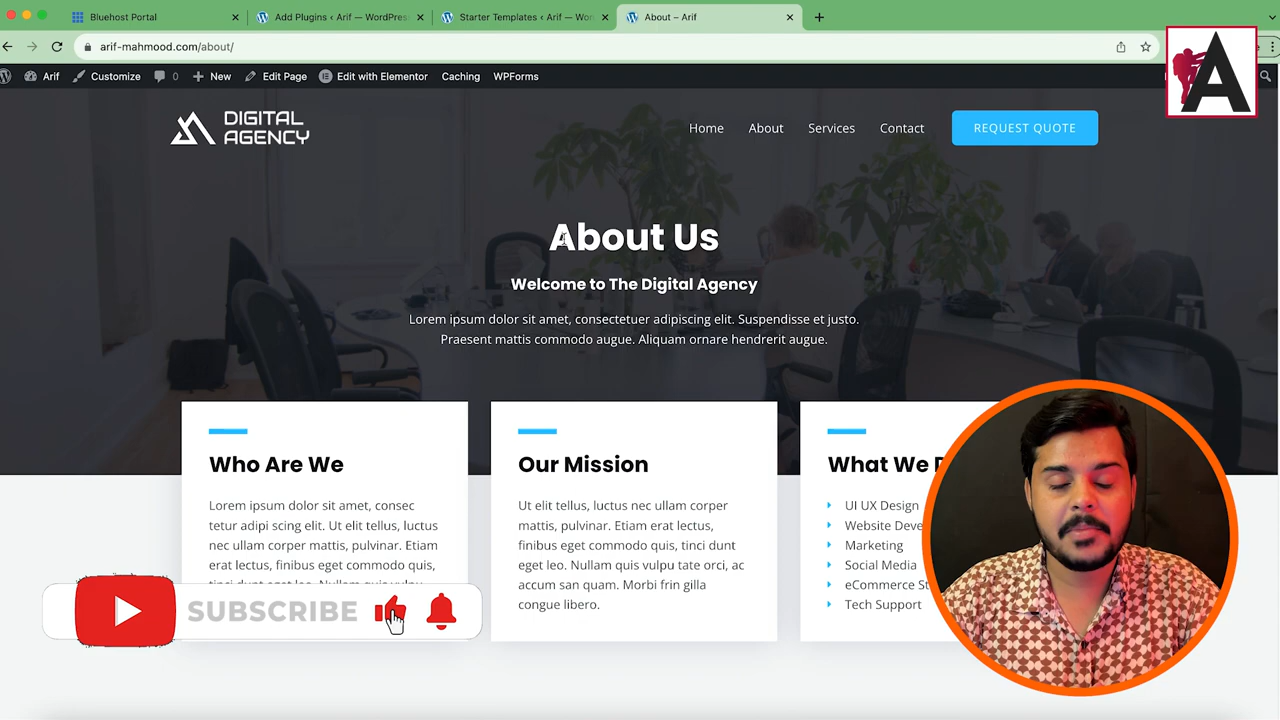 Bluehost Portal
Add Plugins ‹ Arif — WordPres
Starter Templates ‹ Arif — Wor
About – Arif
arif-mahmood.com/about/
Arif
Customize
0
New
Edit Page
Edit with Elementor
Caching
WPForms
A
DIGITAL
AGENCY
Home
About
Services
Contact
REQUEST QUOTE
About Us
Welcome to The Digital Agency
Lorem ipsum dolor sit amet, consectetuer adipiscing elit. Suspendisse et justo.
Praesent mattis commodo augue. Aliquam ornare hendrerit augue.
Who Are We
Lorem ipsum dolor sit amet, consec
tetur adipi scing elit. Ut elit tellus, luctus
nec ullam corper mattis, pulvinar. Etiam
erat lectus, finibus eget commodo quis,
Our Mission
Ut elit tellus, luctus nec ullam corper
mattis, pulvinar. Etiam erat lectus,
finibus eget commodo quis, tinci dunt
eget leo. Nullam quis vulpu tate orci, ac
accum san quam. Morbi frin gilla
congue libero.
What We D
UI UX Design
Website Deve
Marketing
Social Media
eCommerce St
Tech Support
SUBSCRIBE